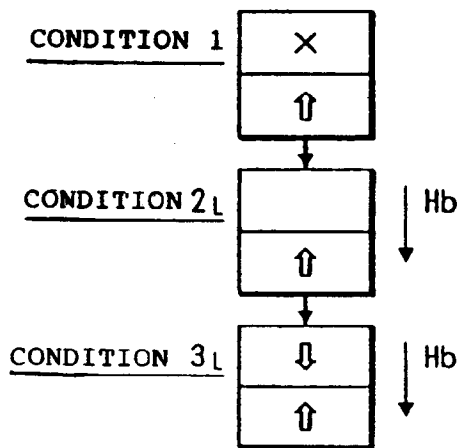 CONDITION 1
×
CONDITION 2L
Hb
CONDITION 3L
Hb